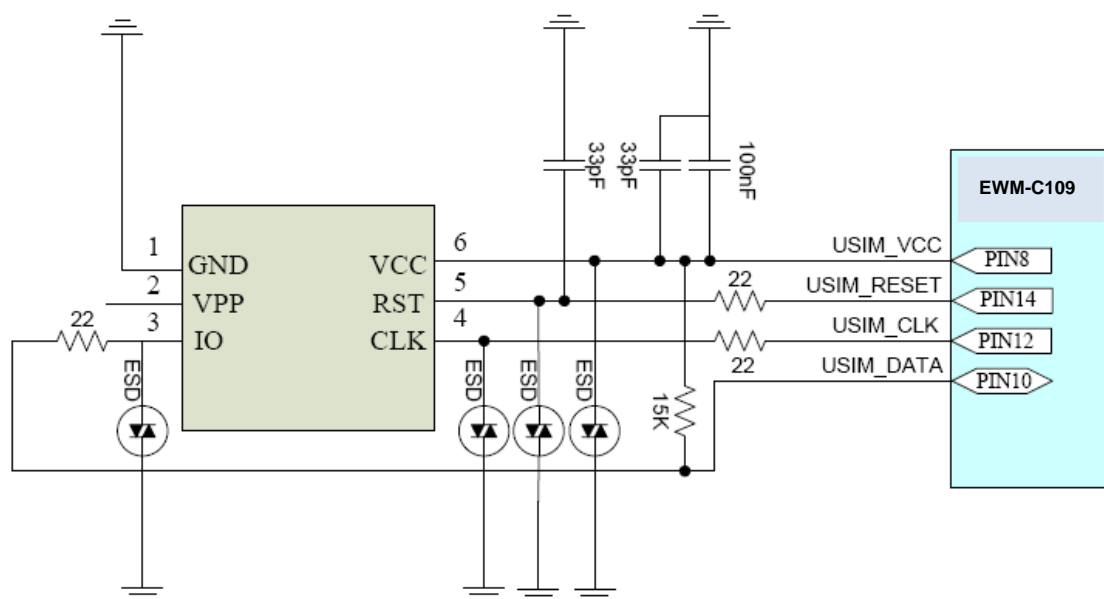 33pF
33pF
100nF
EWM-C109
1
GND
2
VPP
3
IO
22
6
VCC
5
RST
4
CLK
USIM_VCC
PIN8
22
USIM_RESET
PIN14
USIM_CLK
PIN12
22
USIM_DATA
PIN10
15K
ESD
ESD
ESD
ESD